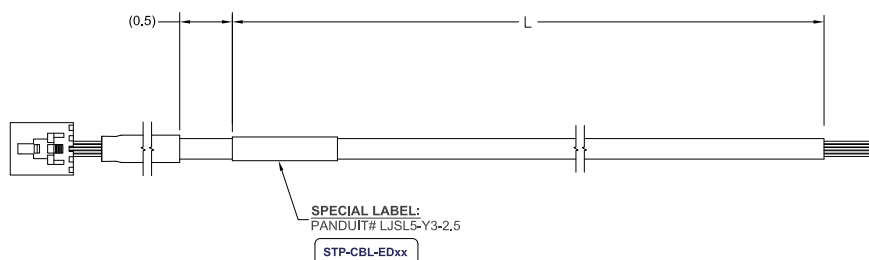 (0.5)
L
SPECIAL LABEL:
PANDUIT# LJSL5-Y3-2.5
STP-CBL-EDxx